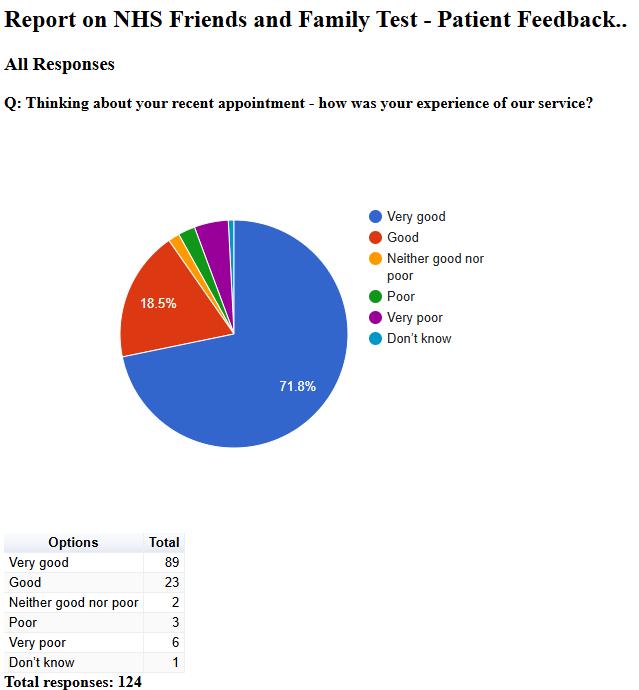 Report on NHS Friends and Family Test - Patient Feedback..
All Responses
Q: Thinking about your recent appointment - how was your experience of our service?
Very good
Good
Neither good nor
poor
Poor
Very poor
Don't know
18.5%
71.8%
Options Total
Very good 89
Good 23
Neither good nor poor 2
Poor 3
Very poor 6
Don't know 1
Total responses: 124